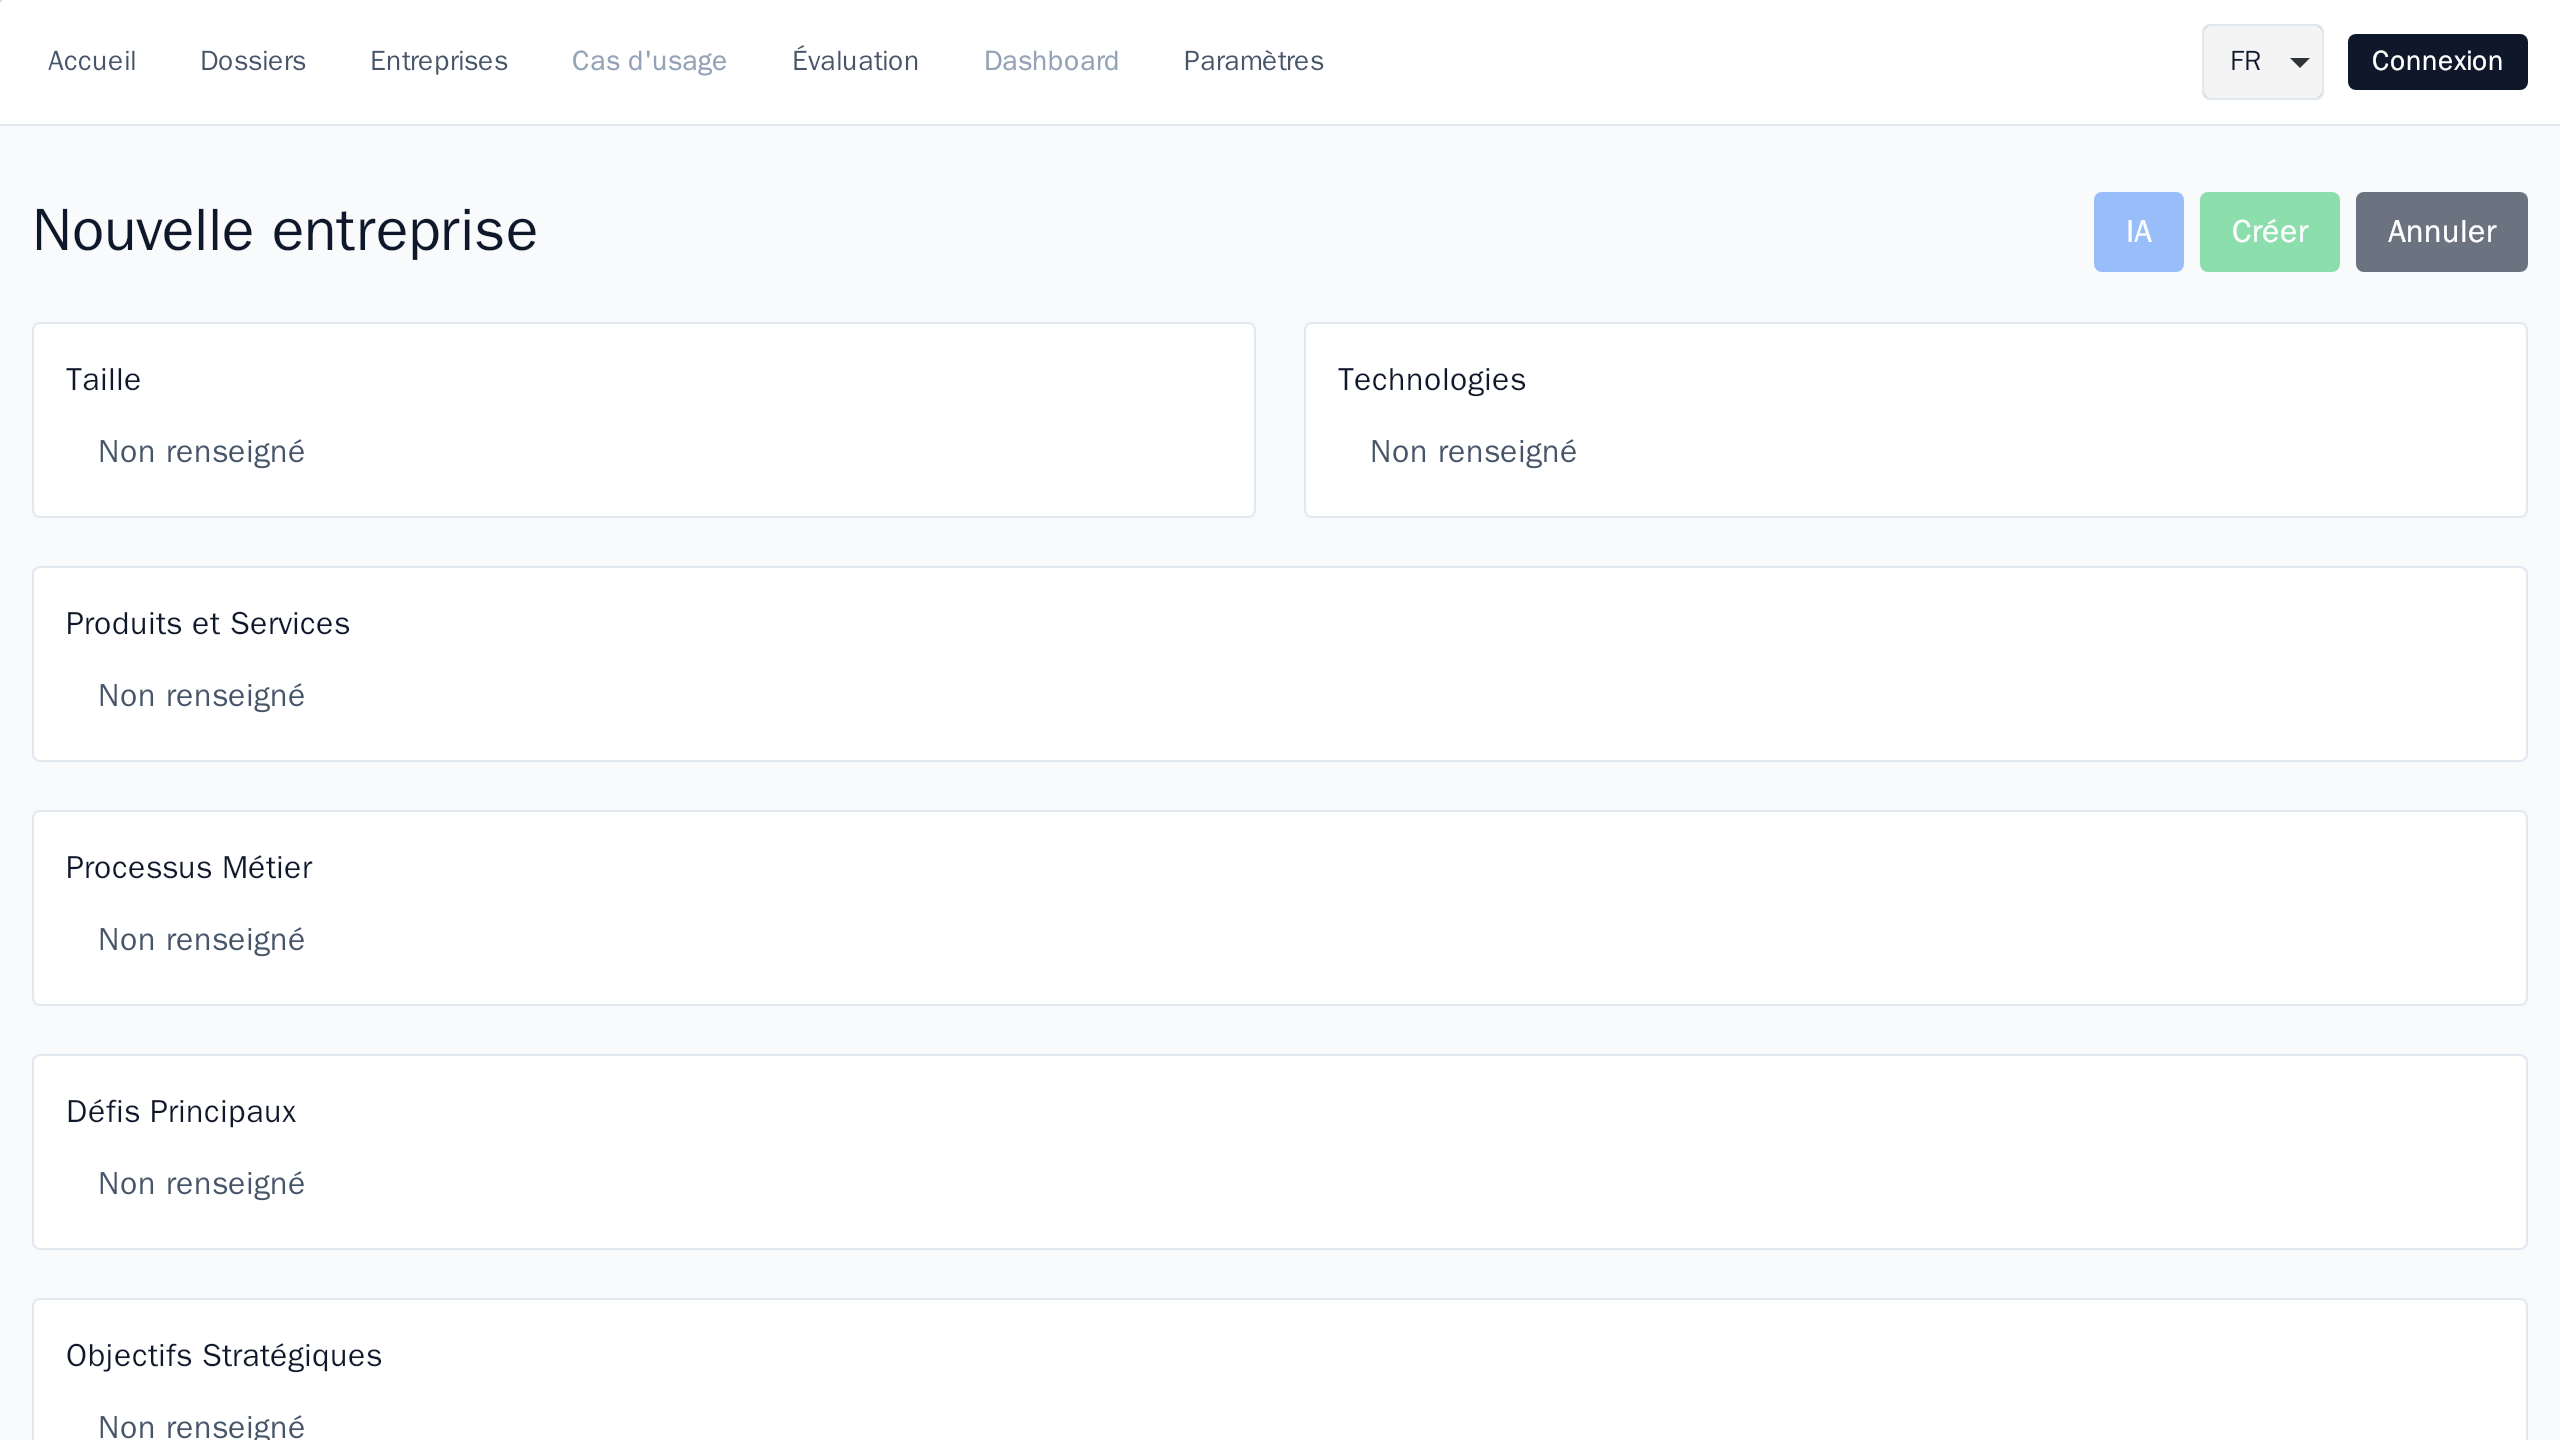 Accueil Dossiers Entreprises Cas d'usage Évaluation Dashboard Paramètres FR Connexion
Nouvelle entreprise IA Créer Annuler
Taille
Non renseigné
Technologies
Non renseigné
Produits et Services
Non renseigné
Processus Métier
Non renseigné
Défis Principaux
Non renseigné
Objectifs Stratégiques
Non renseigné